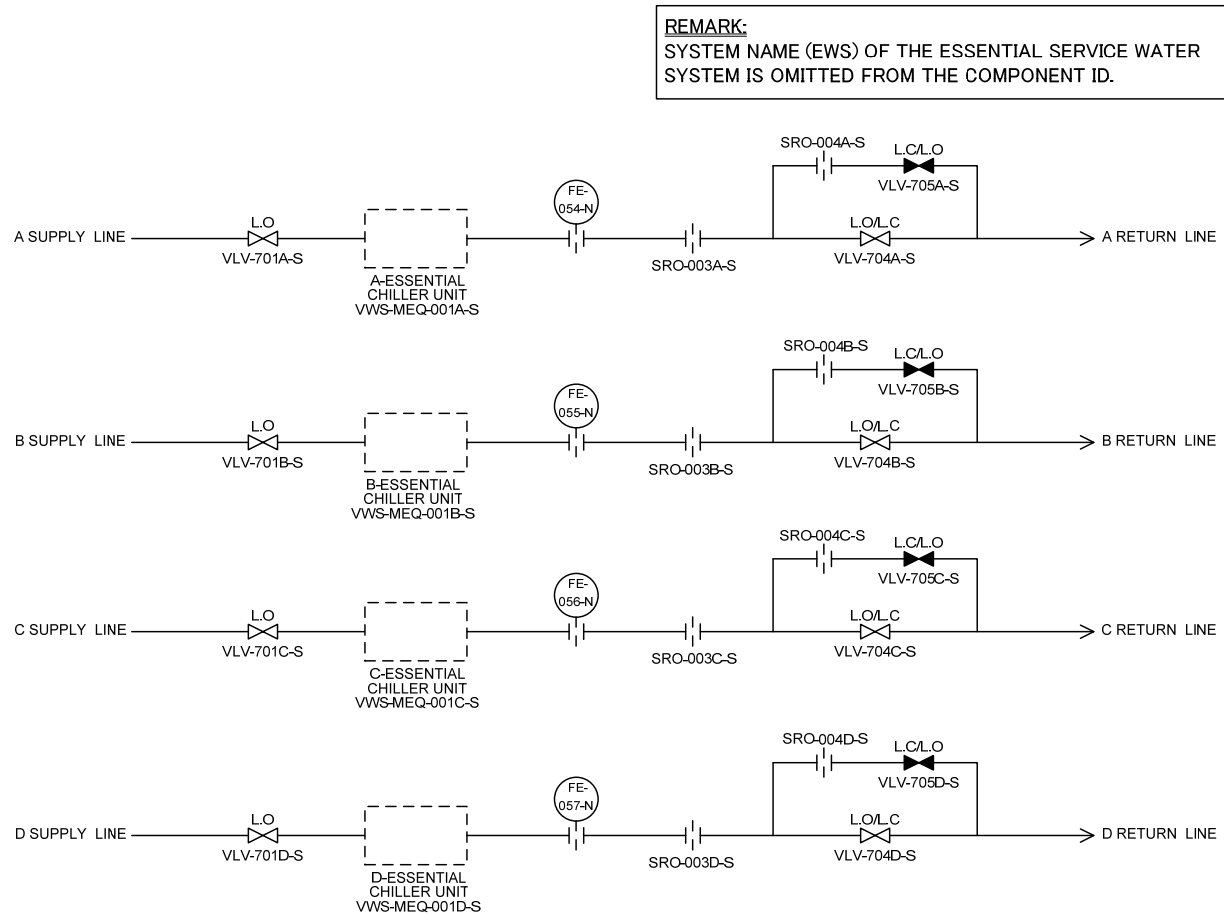 REMARK:
SYSTEM NAME (EWS) OF THE ESSENTIAL SERVICE WATER
SYSTEM IS OMITTED FROM THE COMPONENT ID.
SRO-004A-S
L.C/L.O
VLV-705A-S
FE-
054-N
A SUPPLY LINE
L.O
VLV-701A-S
A-ESSENTIAL
CHILLER UNIT
VWS-MEQ-001A-S
SRO-003A-S
L.O/L.C
VLV-704A-S
A RETURN LINE
SRO-004B-S
L.C/L.O
VLV-705B-S
FE-
055-N
B SUPPLY LINE
L.O
VLV-701B-S
B-ESSENTIAL
CHILLER UNIT
VWS-MEQ-001B-S
SRO-003B-S
L.O/L.C
VLV-704B-S
B RETURN LINE
SRO-004C-S
L.C/L.O
VLV-705C-S
FE-
056-N
C SUPPLY LINE
L.O
VLV-701C-S
C-ESSENTIAL
CHILLER UNIT
VWS-MEQ-001C-S
SRO-003C-S
L.O/L.C
VLV-704C-S
C RETURN LINE
SRO-004D-S
L.C/L.O
VLV-705D-S
FE-
057-N
D SUPPLY LINE
L.O
VLV-701D-S
D-ESSENTIAL
CHILLER UNIT
VWS-MEQ-001D-S
SRO-003D-S
L.O/L.C
VLV-704D-S
D RETURN LINE